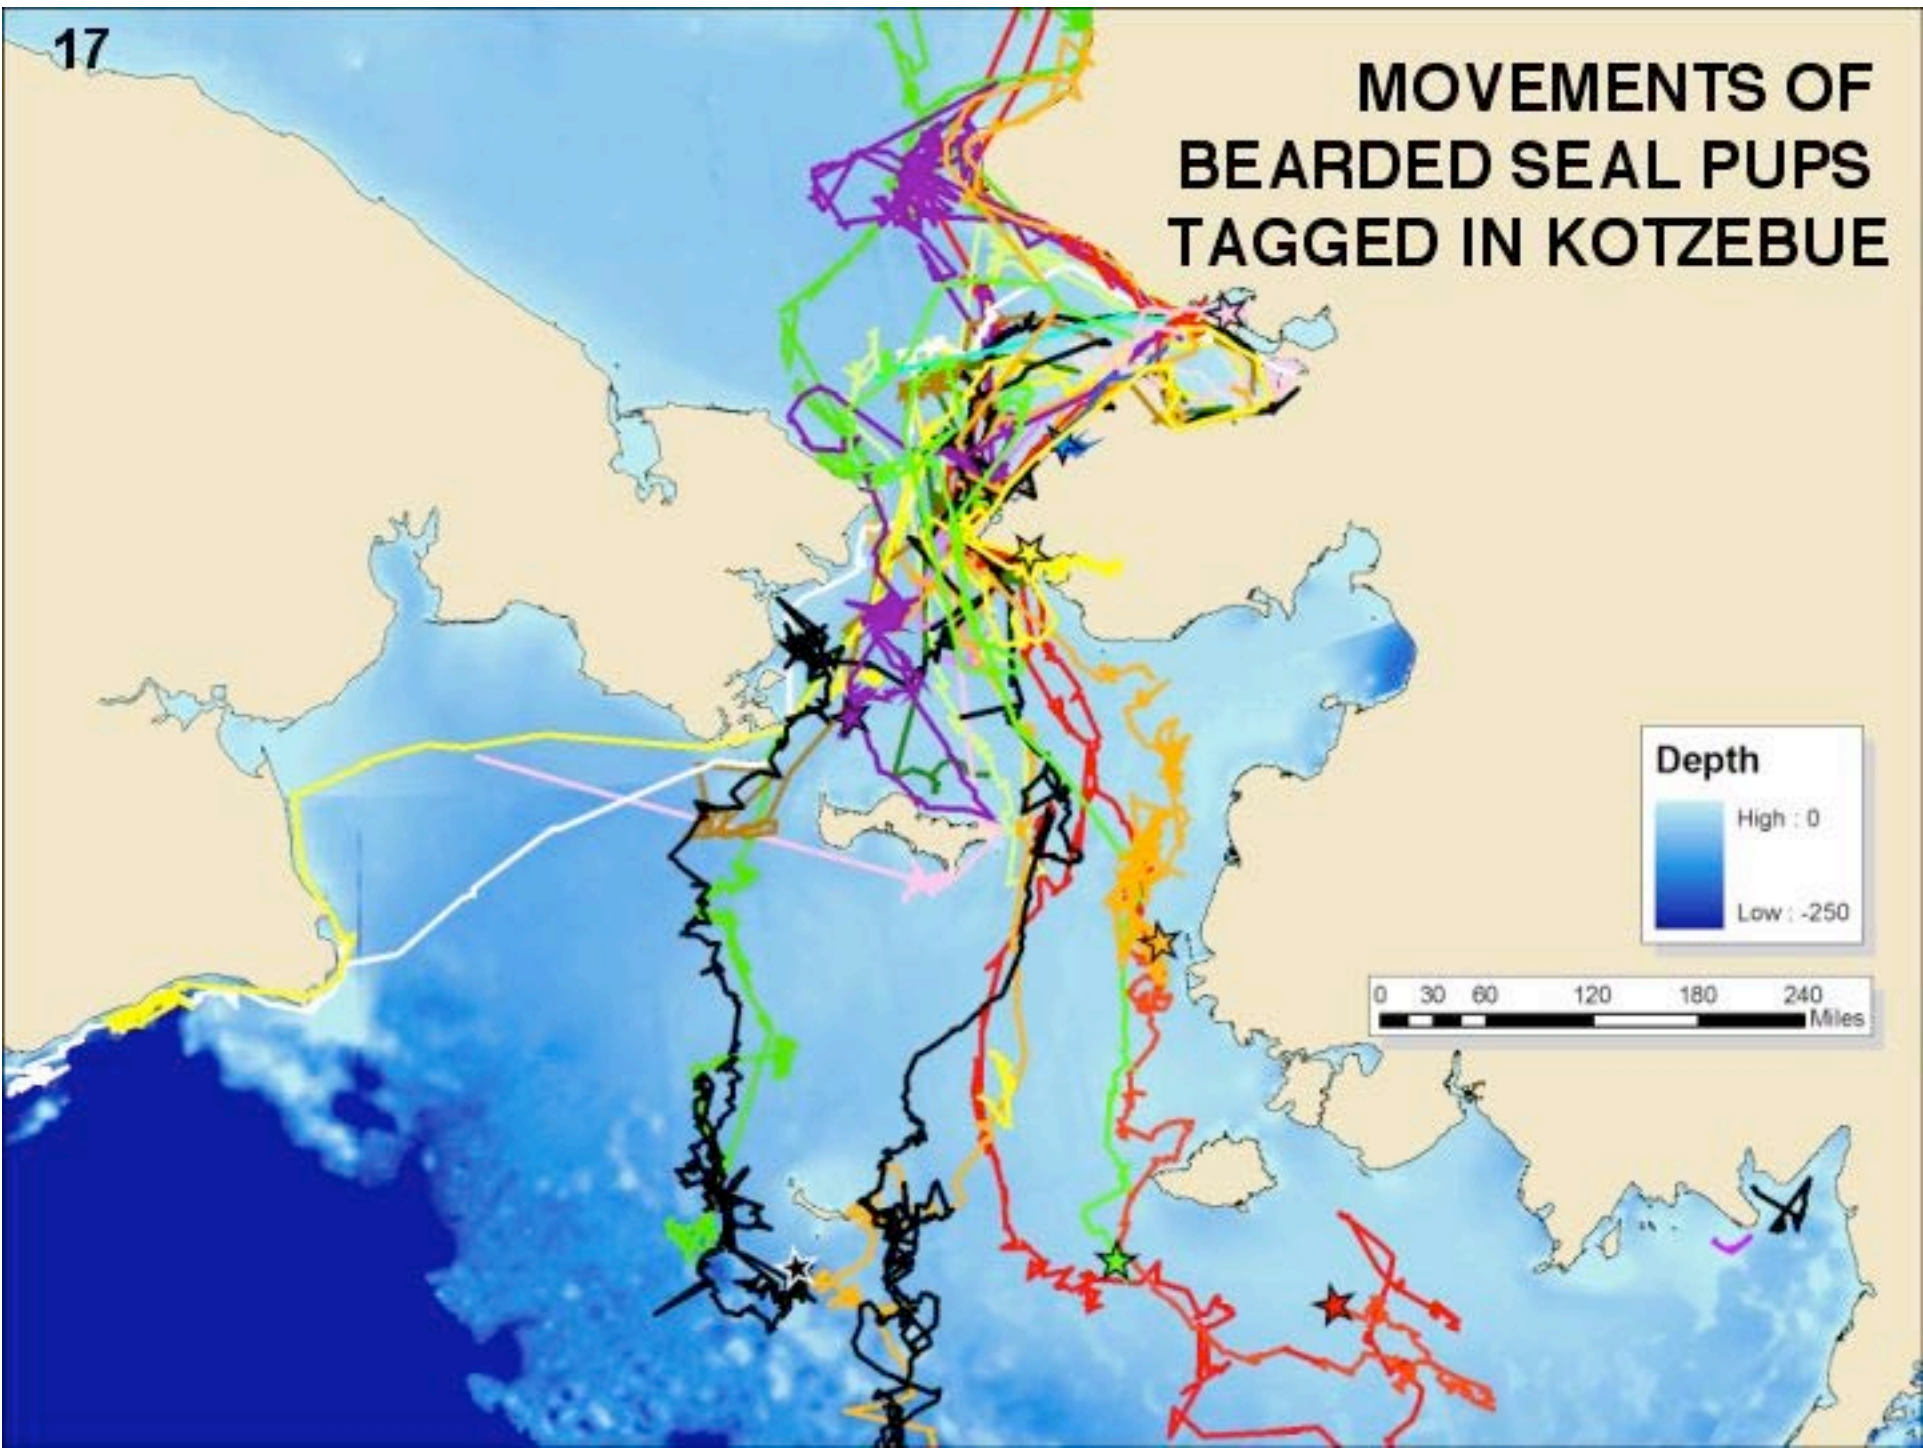 17
MOVEMENTS OF
BEARDED SEAL PUPS
TAGGED IN KOTZEBUE
Depth
High : 0
Low : -250
0 30 60 120 180 240
Miles